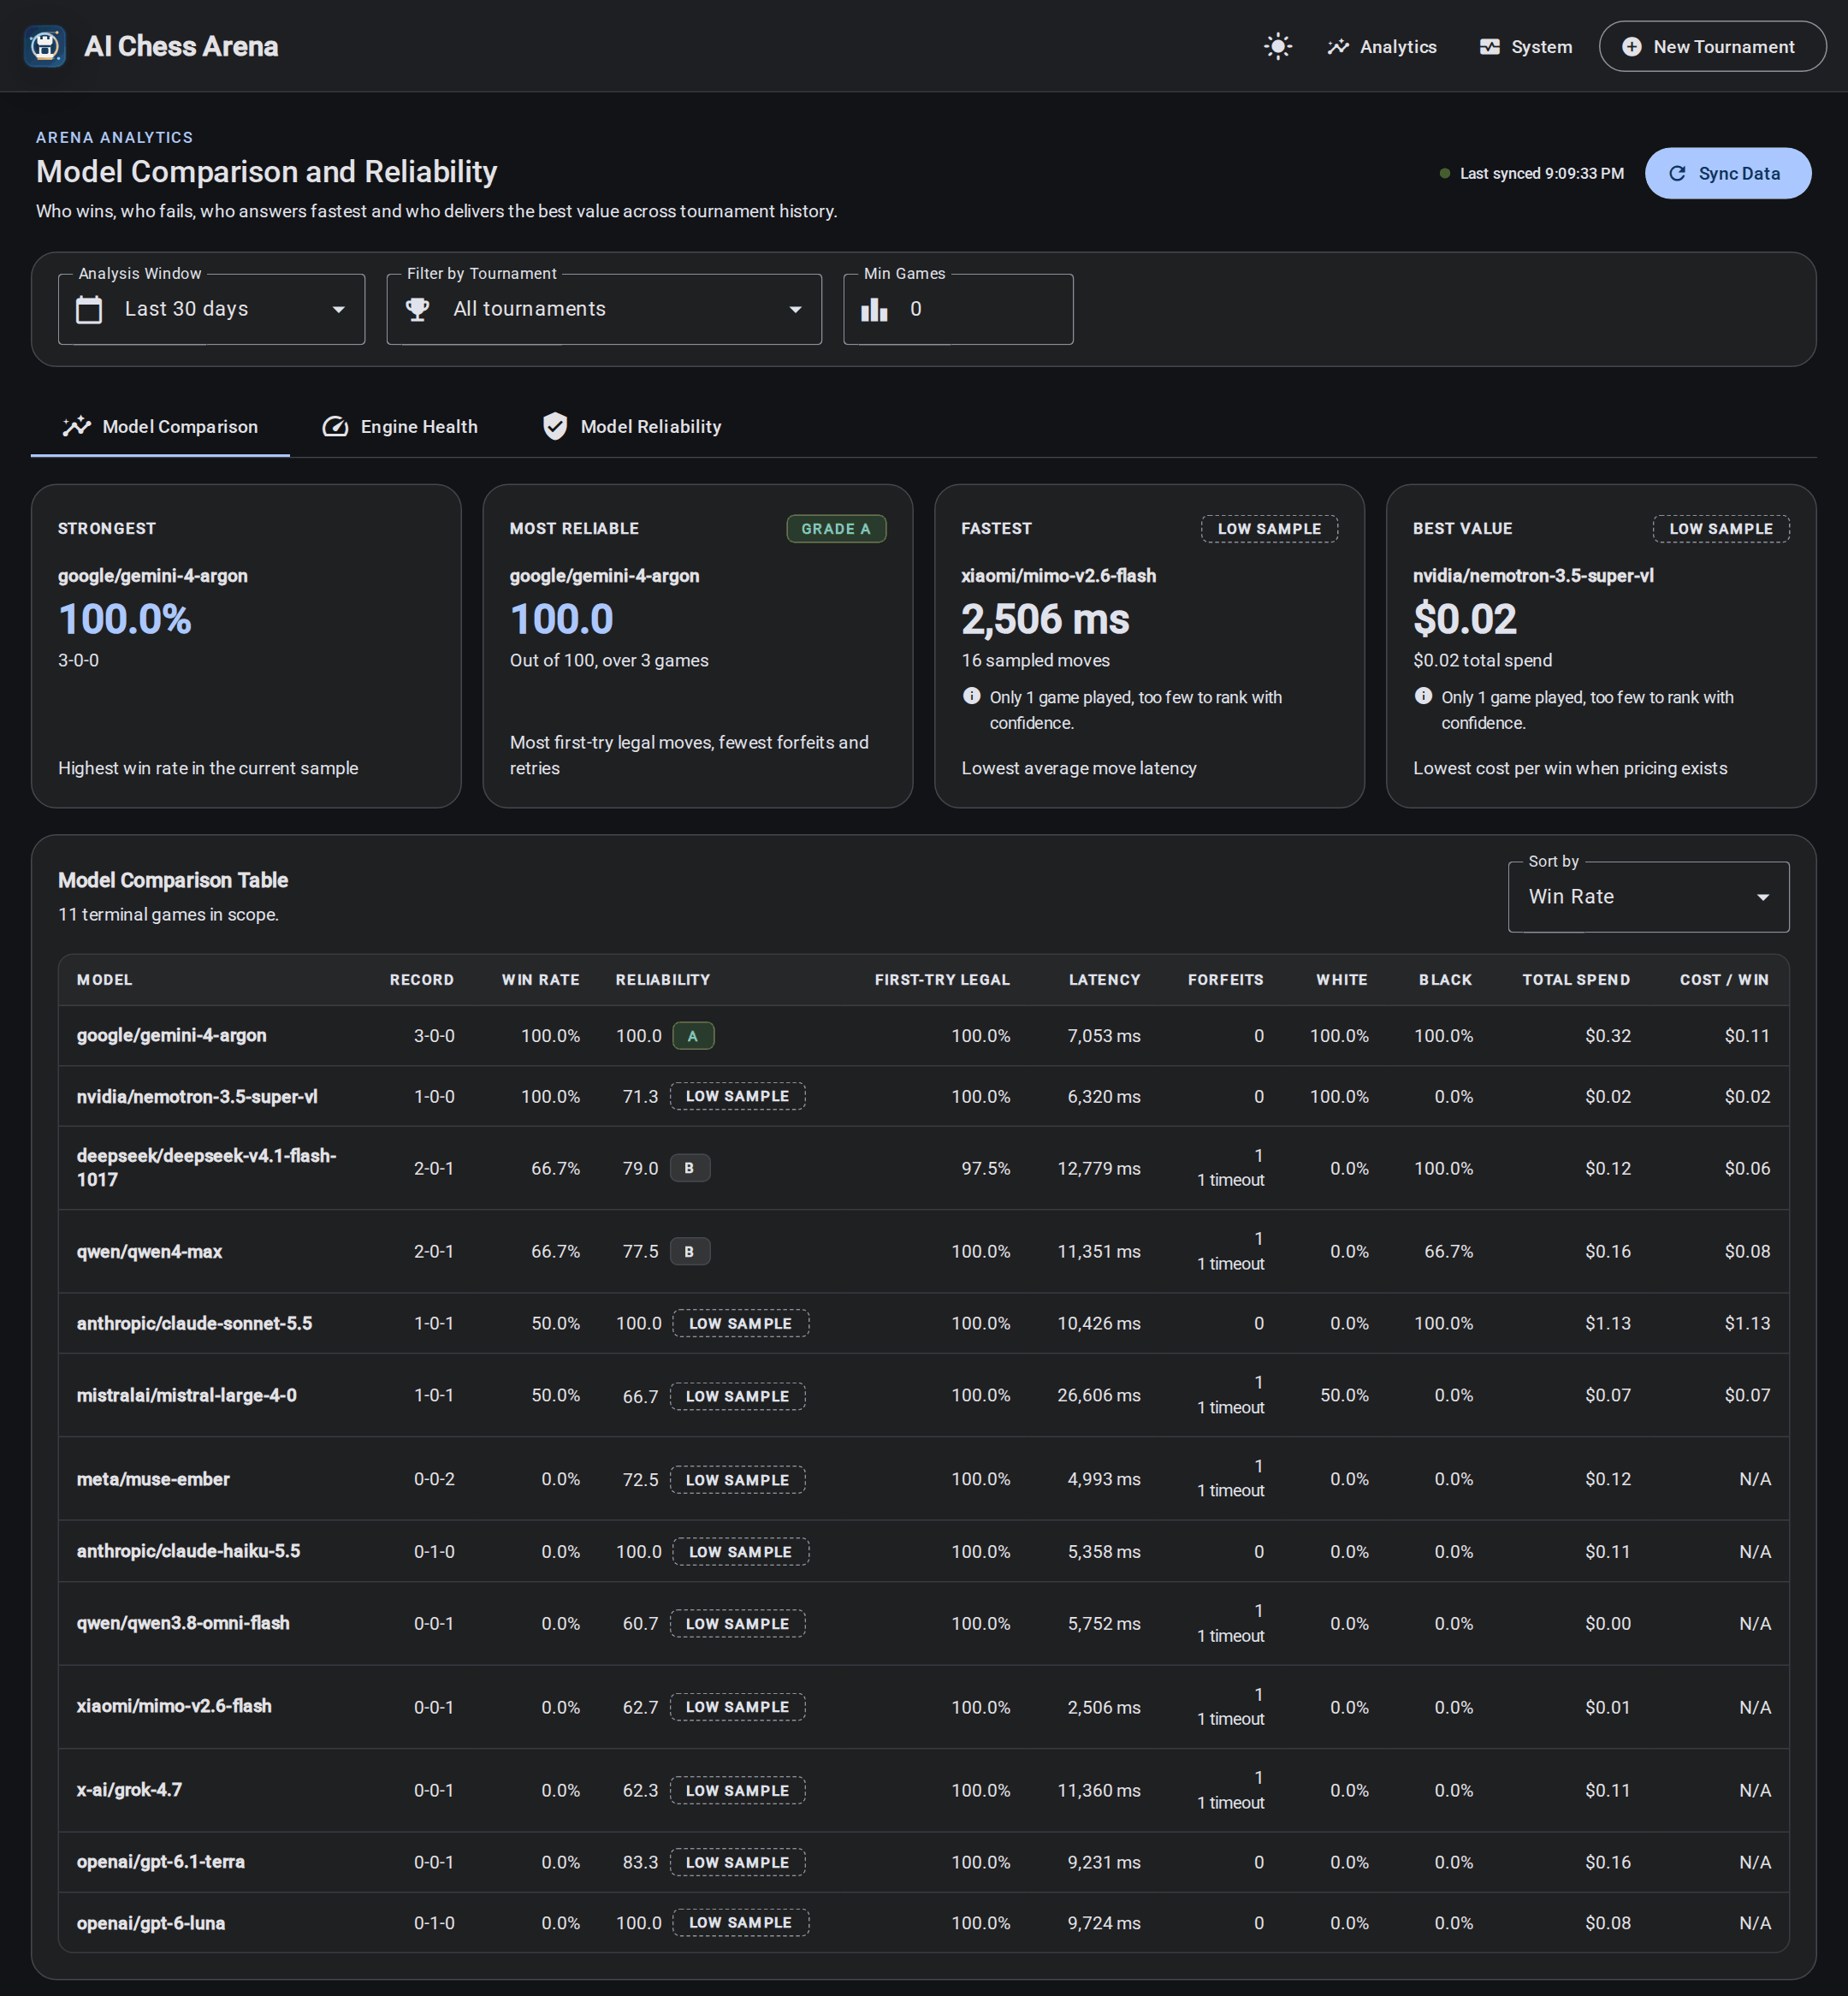 AI Chess Arena
Analytics
System
New Tournament
ARENA ANALYTICS
Model Comparison and Reliability
Who wins, who fails, who answers fastest and who delivers the best value across tournament history.
Last synced 9:09:33 PM
Sync Data
Analysis Window
Last 30 days
Filter by Tournament
All tournaments
Min Games
0
Model Comparison
Engine Health
Model Reliability
STRONGEST
google/gemini-4-argon
100.0%
3-0-0
Highest win rate in the current sample
MOST RELIABLE GRADE A
google/gemini-4-argon
100.0
Out of 100, over 3 games
Most first-try legal moves, fewest forfeits and
retries
FASTEST LOW SAMPLE
xiaomi/mimo-v2.6-flash
2,506 ms
16 sampled moves
Only 1 game played, too few to rank with
confidence.
Lowest average move latency
BEST VALUE LOW SAMPLE
nvidia/nemotron-3.5-super-vl
$0.02
$0.02 total spend
Only 1 game played, too few to rank with
confidence.
Lowest cost per win when pricing exists
Model Comparison Table
11 terminal games in scope.
Sort by
Win Rate
MODEL RECORD WIN RATE RELIABILITY FIRST-TRY LEGAL LATENCY FORFEITS WHITE BLACK TOTAL SPEND COST / WIN
google/gemini-4-argon 3-0-0 100.0% 100.0 A 100.0% 7,053 ms 0 100.0% 100.0% $0.32 $0.11
nvidia/nemotron-3.5-super-vl 1-0-0 100.0% 71.3 LOW SAMPLE 100.0% 6,320 ms 0 100.0% 0.0% $0.02 $0.02
deepseek/deepseek-v4.1-flash-
1017 2-0-1 66.7% 79.0 B 97.5% 12,779 ms 1
1 timeout 0.0% 100.0% $0.12 $0.06
qwen/qwen4-max 2-0-1 66.7% 77.5 B 100.0% 11,351 ms 1
1 timeout 0.0% 66.7% $0.16 $0.08
anthropic/claude-sonnet-5.5 1-0-1 50.0% 100.0 LOW SAMPLE 100.0% 10,426 ms 0 0.0% 100.0% $1.13 $1.13
mistralai/mistral-large-4-0 1-0-1 50.0% 66.7 LOW SAMPLE 100.0% 26,606 ms 1
1 timeout 50.0% 0.0% $0.07 $0.07
meta/muse-ember 0-0-2 0.0% 72.5 LOW SAMPLE 100.0% 4,993 ms 1
1 timeout 0.0% 0.0% $0.12 N/A
anthropic/claude-haiku-5.5 0-1-0 0.0% 100.0 LOW SAMPLE 100.0% 5,358 ms 0 0.0% 0.0% $0.11 N/A
qwen/qwen3.8-omni-flash 0-0-1 0.0% 60.7 LOW SAMPLE 100.0% 5,752 ms 1
1 timeout 0.0% 0.0% $0.00 N/A
xiaomi/mimo-v2.6-flash 0-0-1 0.0% 62.7 LOW SAMPLE 100.0% 2,506 ms 1
1 timeout 0.0% 0.0% $0.01 N/A
x-ai/grok-4.7 0-0-1 0.0% 62.3 LOW SAMPLE 100.0% 11,360 ms 1
1 timeout 0.0% 0.0% $0.11 N/A
openai/gpt-6.1-terra 0-0-1 0.0% 83.3 LOW SAMPLE 100.0% 9,231 ms 0 0.0% 0.0% $0.16 N/A
openai/gpt-6-luna 0-1-0 0.0% 100.0 LOW SAMPLE 100.0% 9,724 ms 0 0.0% 0.0% $0.08 N/A